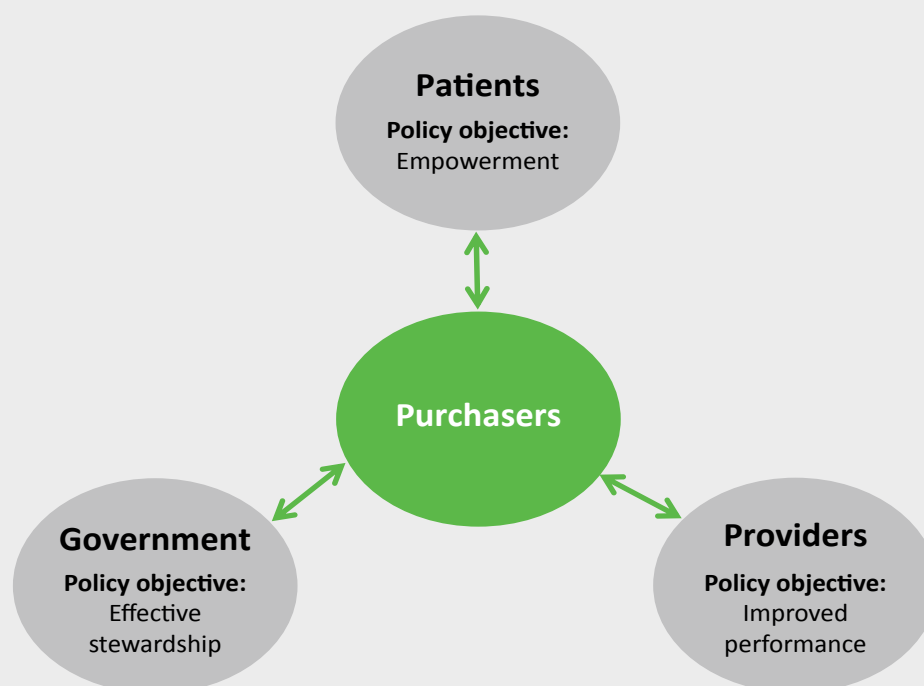 Patients
Policy objective:
Empowerment
Purchasers
Government
Policy objective:
Effective
stewardship
Providers
Policy objective:
Improved
performance